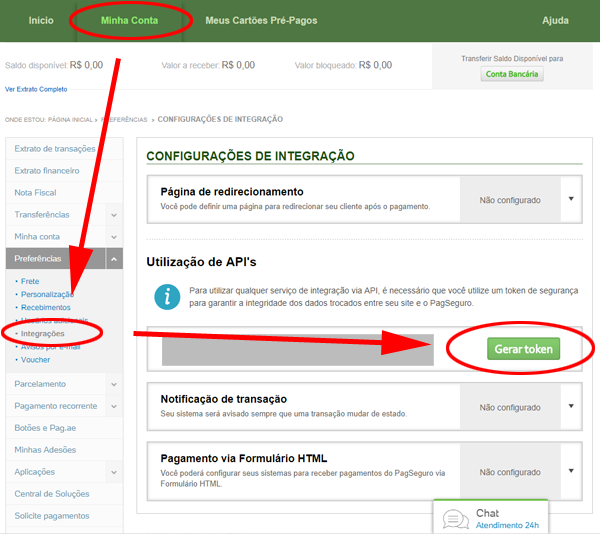 Início Minha Conta Meus Cartões Pré-Pagos Ajuda
Saldo disponível: R$ 0,00 Valor a receber: R$ 0,00 Valor bloqueado: R$ 0,00
Transferir Saldo Disponível para
Conta Bancária
Ver Extrato Completo
ONDE ESTOU: PÁGINA INICIAL > PREFERÊNCIAS > CONFIGURAÇÕES DE INTEGRAÇÃO
Extrato de transações
Extrato financeiro
Nota Fiscal
Transferências
Minha conta
Preferências
Frete
Personalização
Recebimentos
Integrações
Avisos por e-mail
Voucher
Parcelamento
Pagamento recorrente
Botões e Pag.ae
Minhas Adesões
Aplicações
Central de Soluções
Solicite pagamentos
CONFIGURAÇÕES DE INTEGRAÇÃO
Página de redirecionamento
Você pode definir uma página para redirecionar seu cliente após o pagamento.
Não configurado
Utilização de API's
Para utilizar qualquer serviço de integração via API, é necessário que você utilize um token de segurança
para garantir a integridade dos dados trocados entre seu site e o PagSeguro.
Gerar token
Notificação de transação
Seu sistema será avisado sempre que uma transação mudar de estado.
Não configurado
Pagamento via Formulário HTML
Você poderá configurar seus sistemas para receber pagamentos do PagSeguro via
Formulário HTML.
Não configurado
Chat
Atendimento 24h